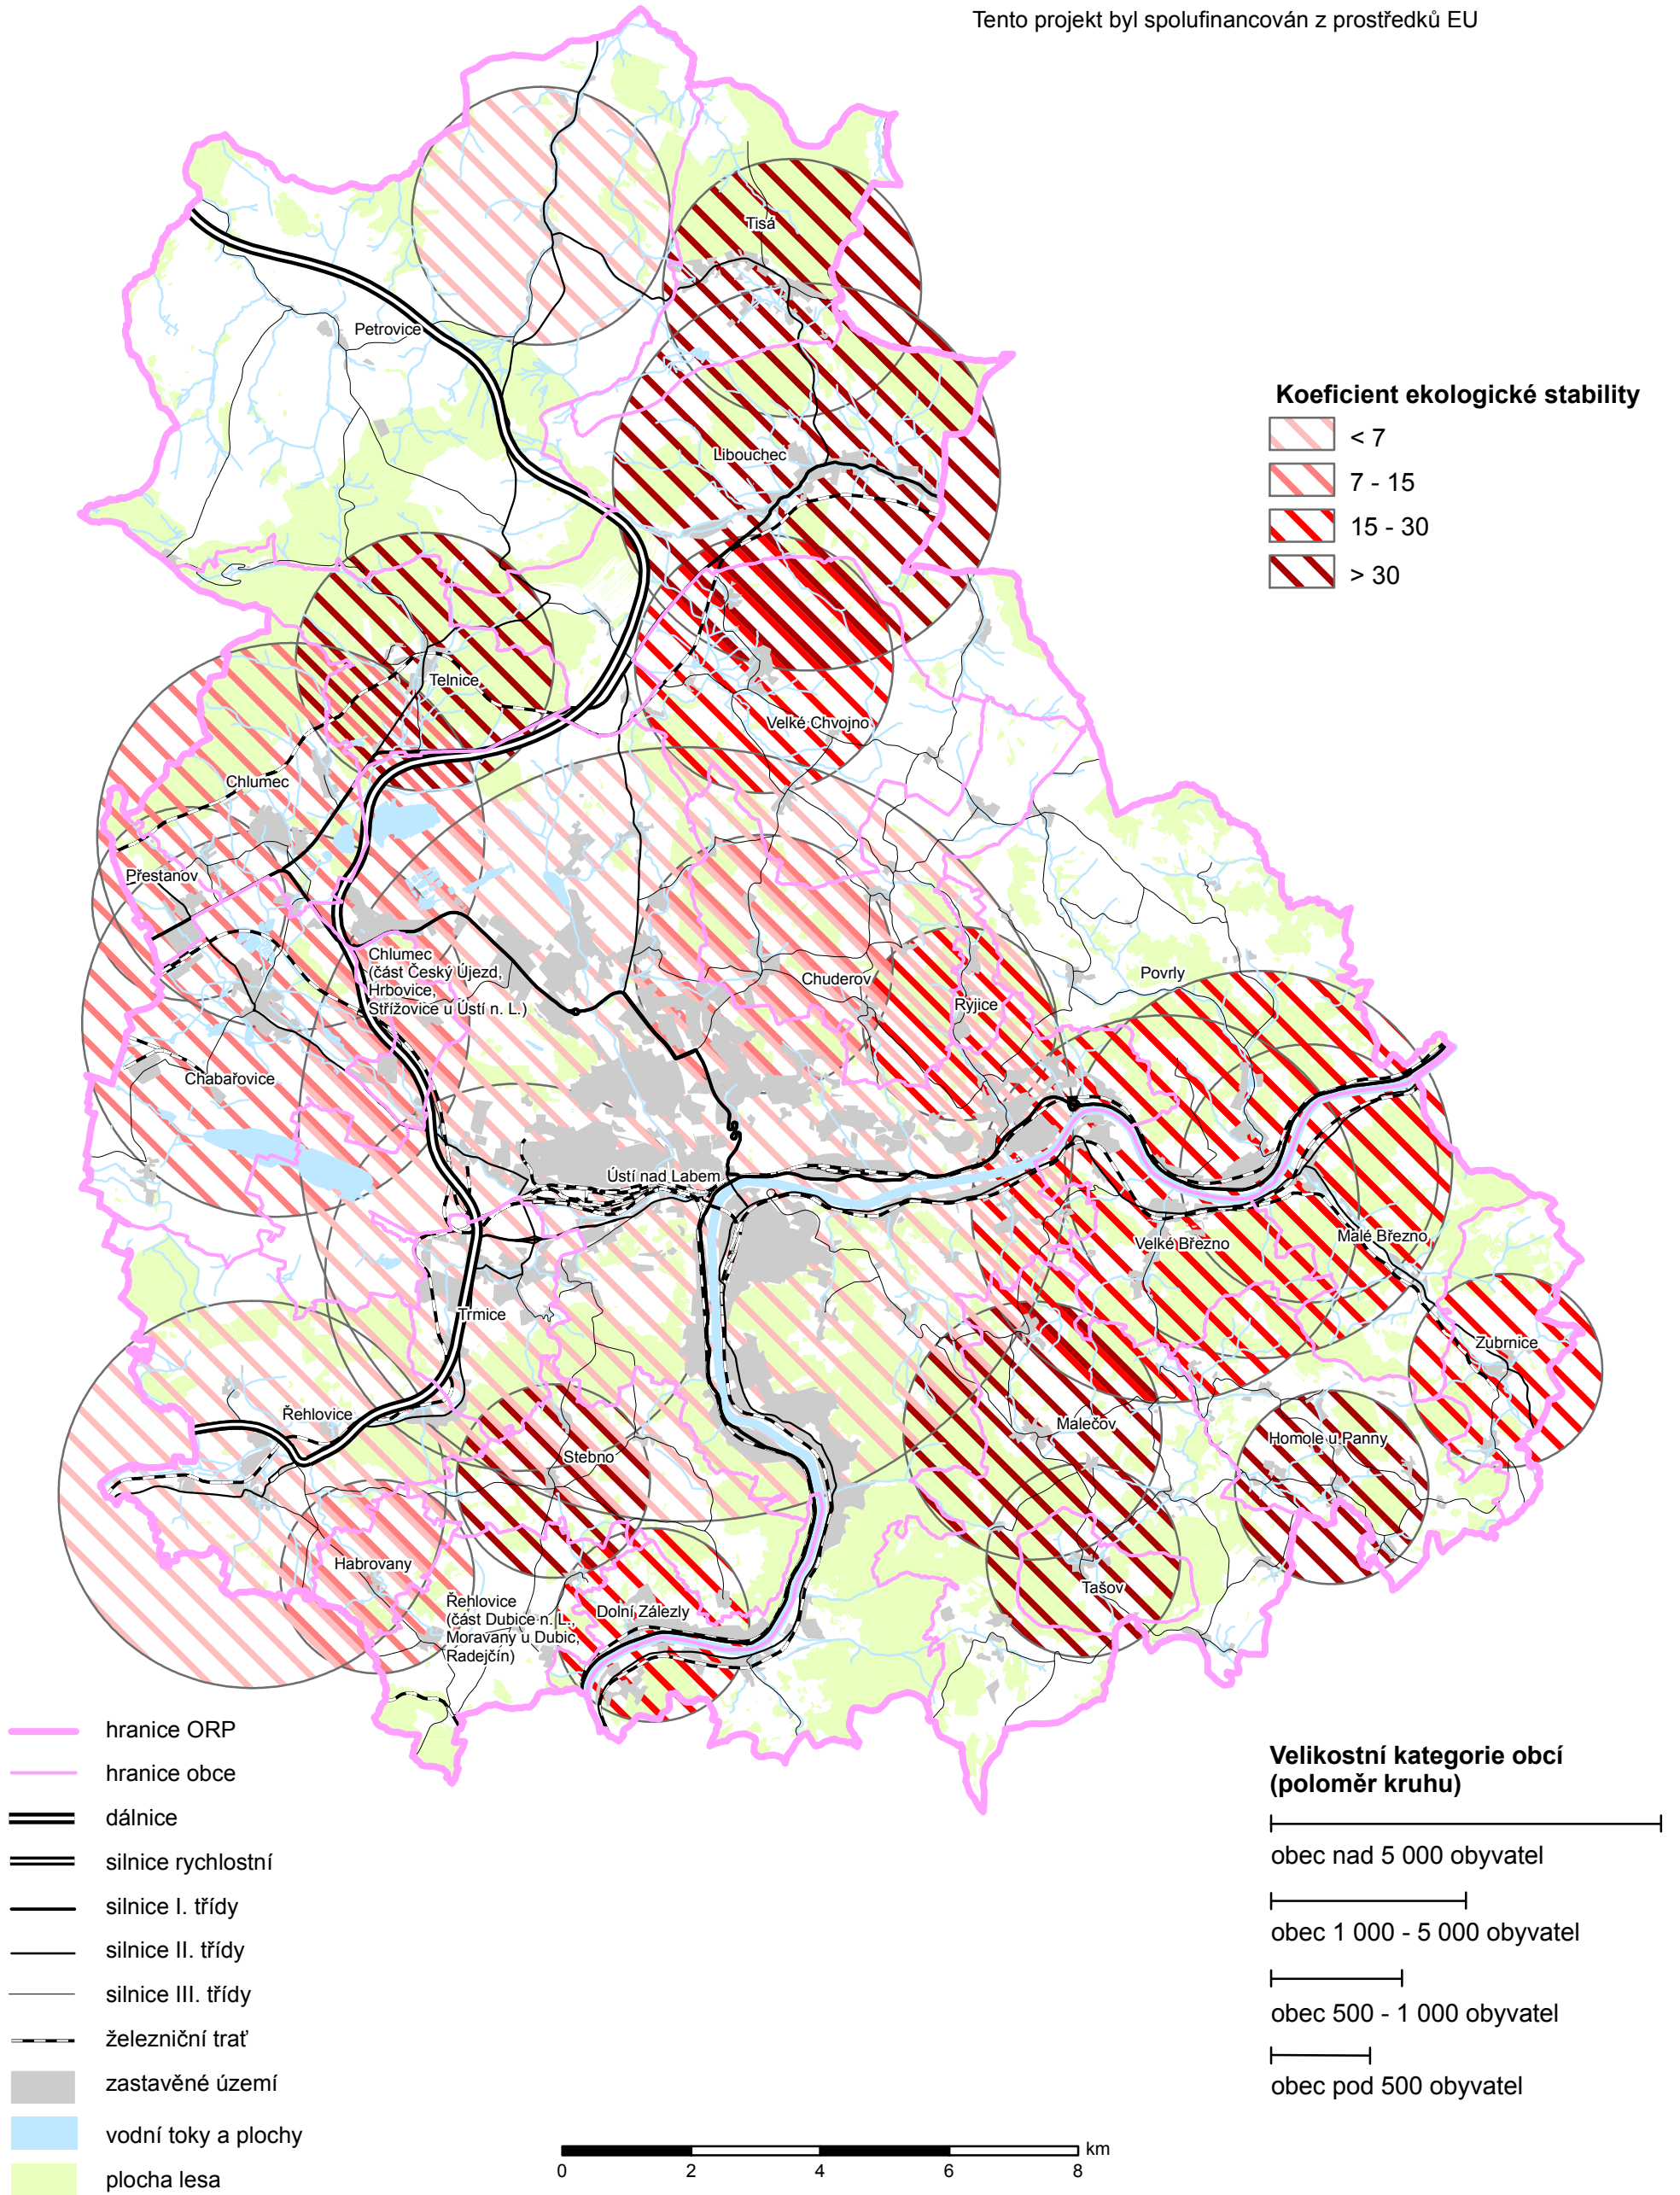 Tento projekt byl spolufinancován z prostředků EU
Tisá
Petrovice
Koeficient ekologické stability
< 7
7 - 15
15 - 30
> 30
Libouchec
Telnice
Velké Chvojno
Chlumec
Přestanov
Chlumec
(část Český Újezd,
Hrbovice,
Střížovice u Ústí n. L.)
Chuderov
Povrly
Ryjice
Chabařovice
Ústí nad Labem
Velké Březno
Malé Březno
Trmice
Zubrnice
Řehlovice
Malečov
Homole u Panny
Stebno
Habrovany
Tašov
Řehlovice
(část Dubice n. L.,
Moravany u Dubic,
Radejčín)
Dolní Zálezly
hranice ORP
hranice obce
dálnice
silnice rychlostní
silnice I. třídy
silnice II. třídy
silnice III. třídy
železniční trať
zastavěné území
vodní toky a plochy
plocha lesa
Velikostní kategorie obcí
(poloměr kruhu)
obec nad 5 000 obyvatel
obec 1 000 - 5 000 obyvatel
obec 500 - 1 000 obyvatel
obec pod 500 obyvatel
km
0 2 4 6 8